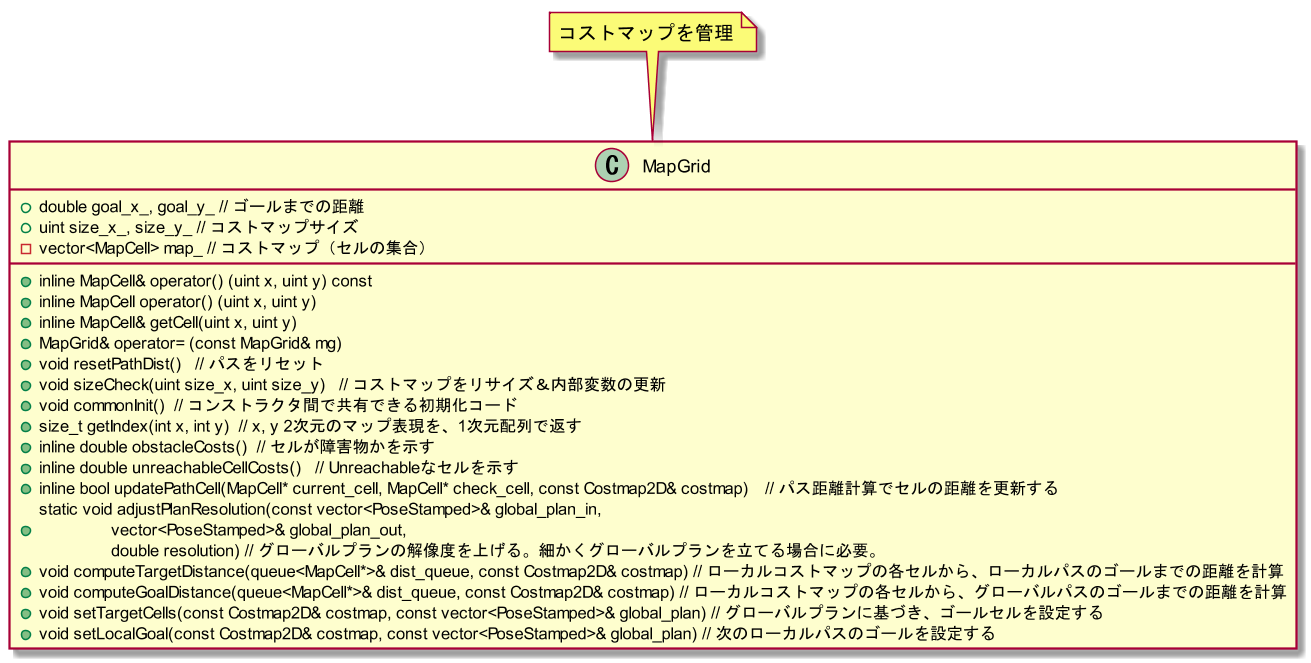 コストマップを管理
C MapGrid
double goal_x_, goal_y_ // ゴールまでの距離
uint size_x_, size_y_ // コストマップサイズ
vector<MapCell> map_ // コストマップ（セルの集合）
inline MapCell& operator() (uint x, uint y) const
inline MapCell operator() (uint x, uint y)
inline MapCell& getCell(uint x, uint y)
MapGrid& operator= (const MapGrid& mg)
void resetPathDist()   // パスをリセット
void sizeCheck(uint size_x, uint size_y)   // コストマップをリサイズ＆内部変数の更新
void commonInit()  // コンストラクタ間で共有できる初期化コード
size_t getIndex(int x, int y)  // x, y 2次元のマップ表現を、1次元配列で返す
inline double obstacleCosts()  // セルが障害物かを示す
inline double unreachableCellCosts()   // Unreachableなセルを示す
inline bool updatePathCell(MapCell* current_cell, MapCell* check_cell, const Costmap2D& costmap)    // パス距離計算でセルの距離を更新する
static void adjustPlanResolution(const vector<PoseStamped>& global_plan_in,
vector<PoseStamped>& global_plan_out,
double resolution) // グローバルプランの解像度を上げる。細かくグローバルプランを立てる場合に必要。
void computeTargetDistance(queue<MapCell*>& dist_queue, const Costmap2D& costmap) // ローカルコストマップの各セルから、ローカルパスのゴールまでの距離を計算
void computeGoalDistance(queue<MapCell*>& dist_queue, const Costmap2D& costmap) // ローカルコストマップの各セルから、グローバルパスのゴールまでの距離を計算
void setTargetCells(const Costmap2D& costmap, const vector<PoseStamped>& global_plan) // グローバルプランに基づき、ゴールセルを設定する
void setLocalGoal(const Costmap2D& costmap, const vector<PoseStamped>& global_plan) // 次のローカルパスのゴールを設定する